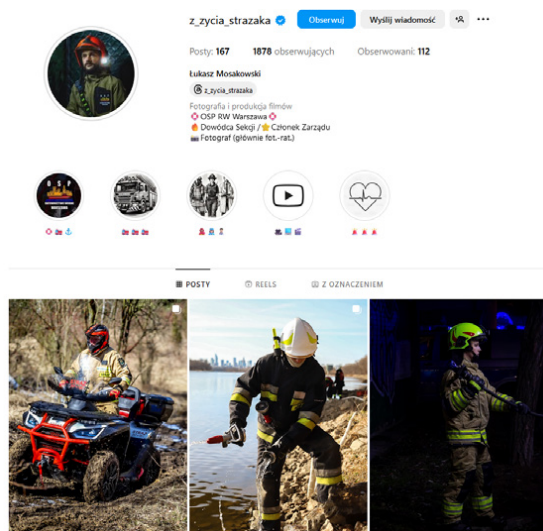 z_zycia_strazaka
Obserwuj
Wyślij wiadomość
Posty: 167
1878 obserwujących
Obserwowani: 112
Łukasz Mosakowski
z_zycia_strazaka
Fotografia i produkcja filmów
OSP RW Warszawa
Dowódca Sekcji / Członek Zarządu
Fotograf (głównie fot.-rat.)
POSTY
REELS
Z OZNACZENIEM